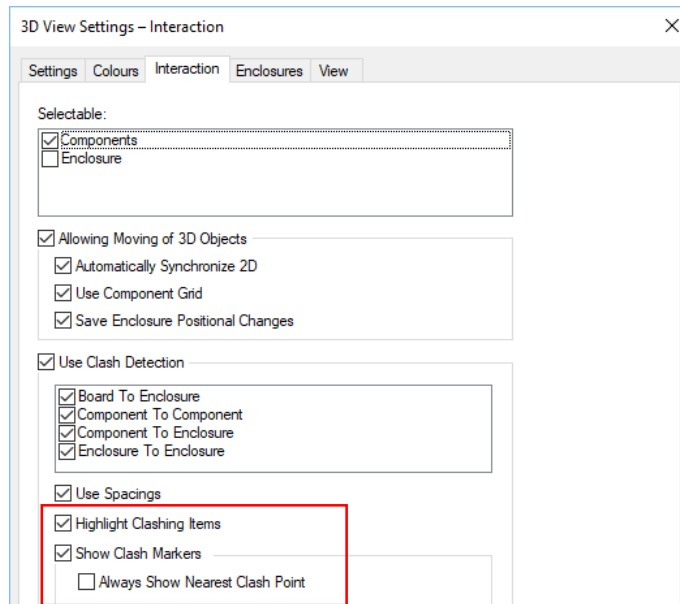 3D View Settings – Interaction
Settings Colours Interaction Enclosures View
Selectable:
Components
Enclosure
Allowing Moving of 3D Objects
Automatically Synchronize 2D
Use Component Grid
Save Enclosure Positional Changes
Use Clash Detection
Board To Enclosure
Component To Component
Component To Enclosure
Enclosure To Enclosure
Use Spacings
Highlight Clashing Items
Show Clash Markers
Always Show Nearest Clash Point